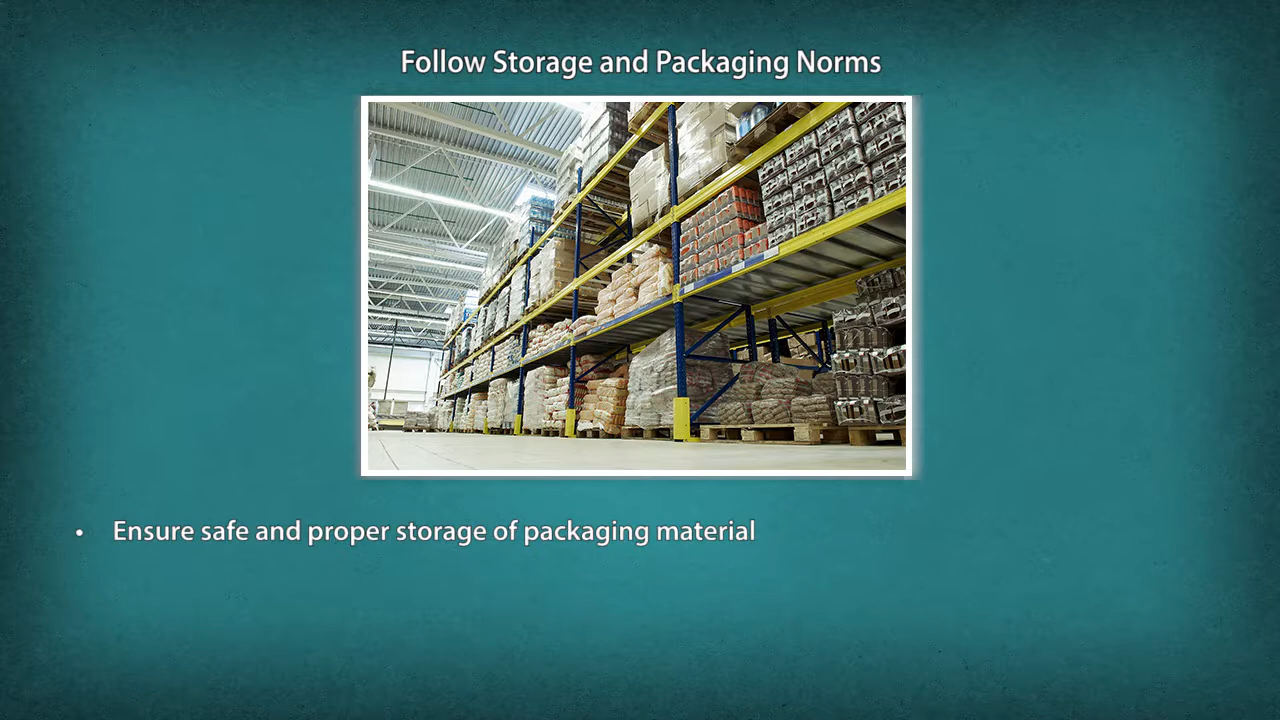 Follow Storage and Packaging Norms
• Ensure safe and proper storage of packaging material